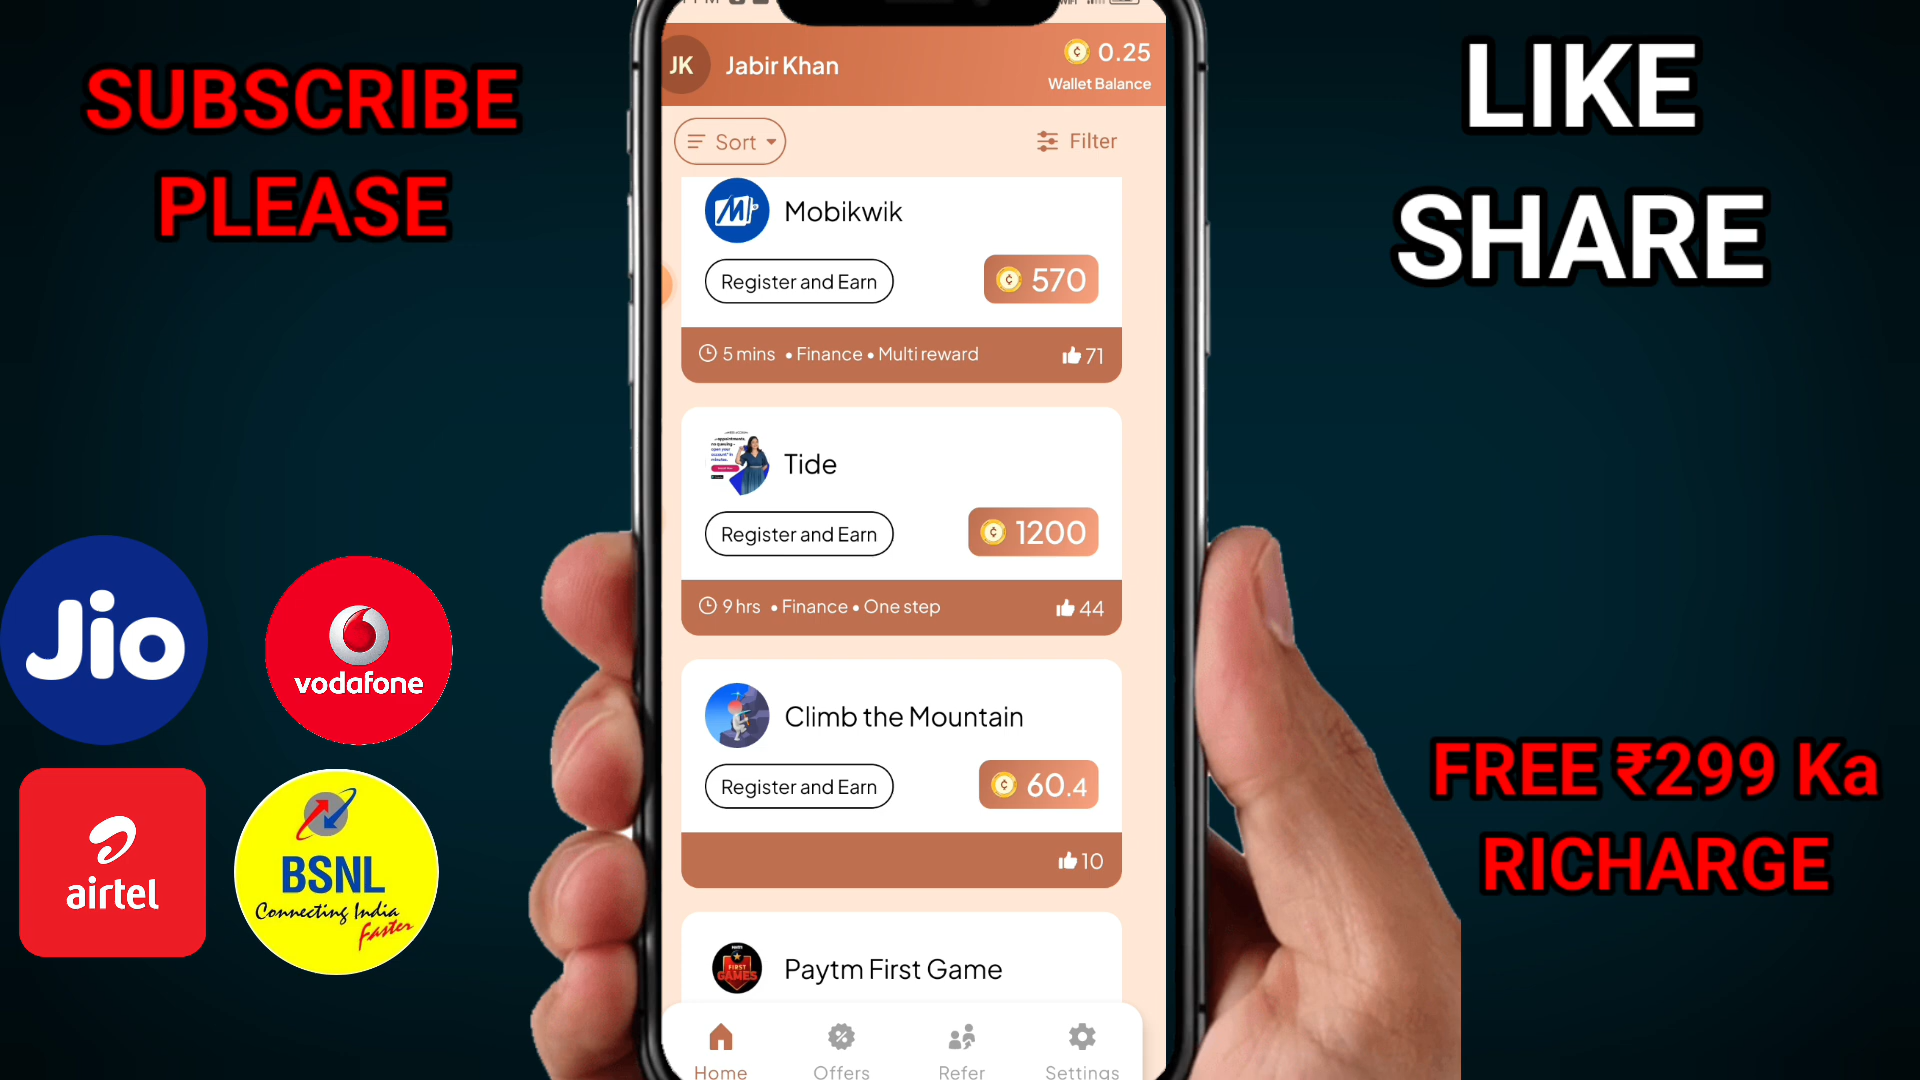 SUBSCRIBE
PLEASE
LIKE
SHARE
JK
Jabir Khan
0.25
Wallet Balance
Sort
Filter
Mobikwik
Register and Earn
570
5 mins • Finance • Multi reward
71
Tide
Register and Earn
1200
9 hrs • Finance • One step
44
Climb the Mountain
Register and Earn
60.4
10
FIRST
GAMES
Paytm First Game
Home
Offers
Refer
Settings
Jio
vodafone
airtel
BSNL
Connecting India
Faster
FREE ₹299 Ka
RICHARGE